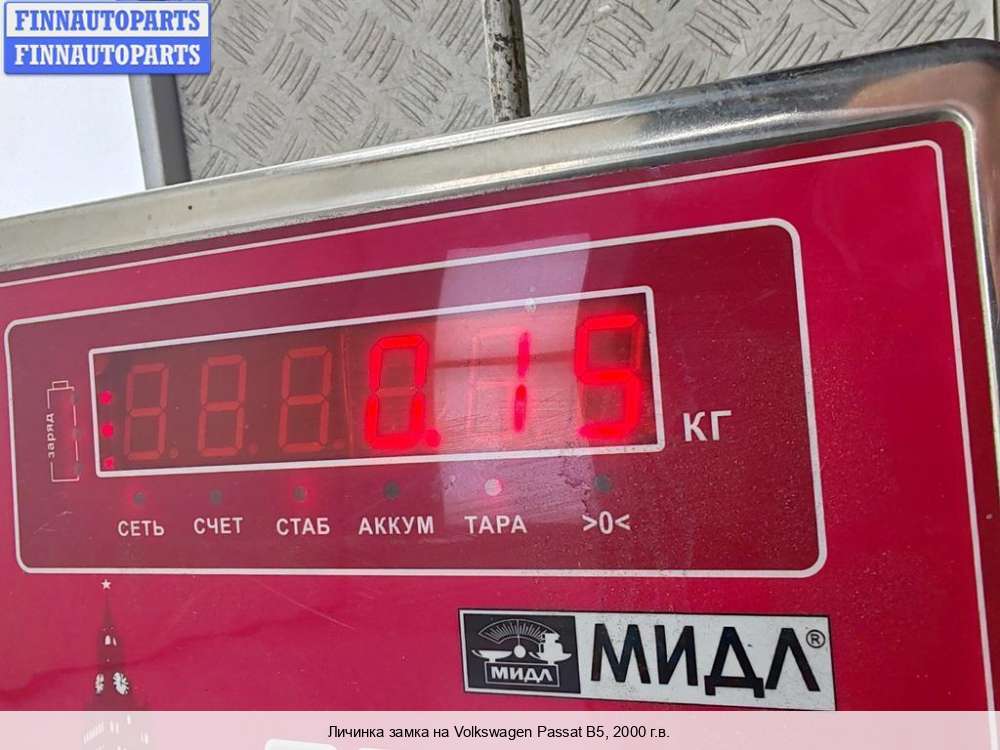 FINNAUTOPARTS
FINNAUTOPARTS
0.15
кг
заряд
СЕТЬ СЧЕТ СТАБ АККУМ ТАРА >0<
МИДЛ МИДЛ®
Личинка замка на Volkswagen Passat B5, 2000 г.в.